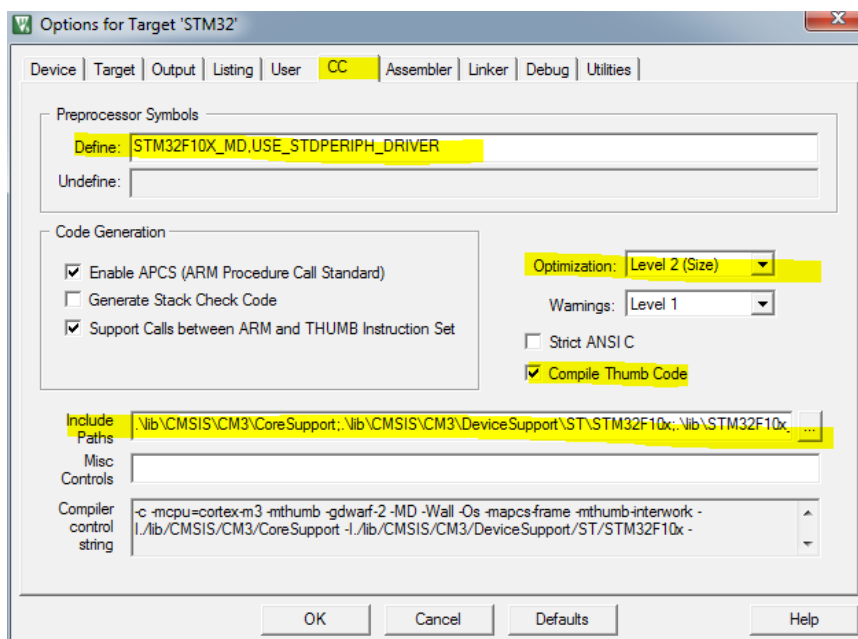 Options for Target 'STM32'
Device Target Output Listing User CC Assembler Linker Debug Utilities
Preprocessor Symbols
Define: STM32F10X_MD,USE_STDPERIPH_DRIVER
Undefine:
Code Generation
Enable APCS (ARM Procedure Call Standard)
Generate Stack Check Code
Support Calls between ARM and THUMB Instruction Set
Optimization: Level 2 (Size)
Warnings: Level 1
Strict ANSI C
Compile Thumb Code
Include
Paths
.\lib\CMSIS\CM3\CoreSupport;.\lib\CMSIS\CM3\DeviceSupport\ST\STM32F10x;.\lib\STM32F10x_
...
Misc
Controls
Compiler
control
string
-c -mcpu=cortex-m3 -mthumb -gdwarf-2 -MD -Wall -Os -mapcs-frame -mthumb-interwork -
I./lib/CMSIS/CM3/CoreSupport -I./lib/CMSIS/CM3/DeviceSupport/ST/STM32F10x -
OK Cancel Defaults Help